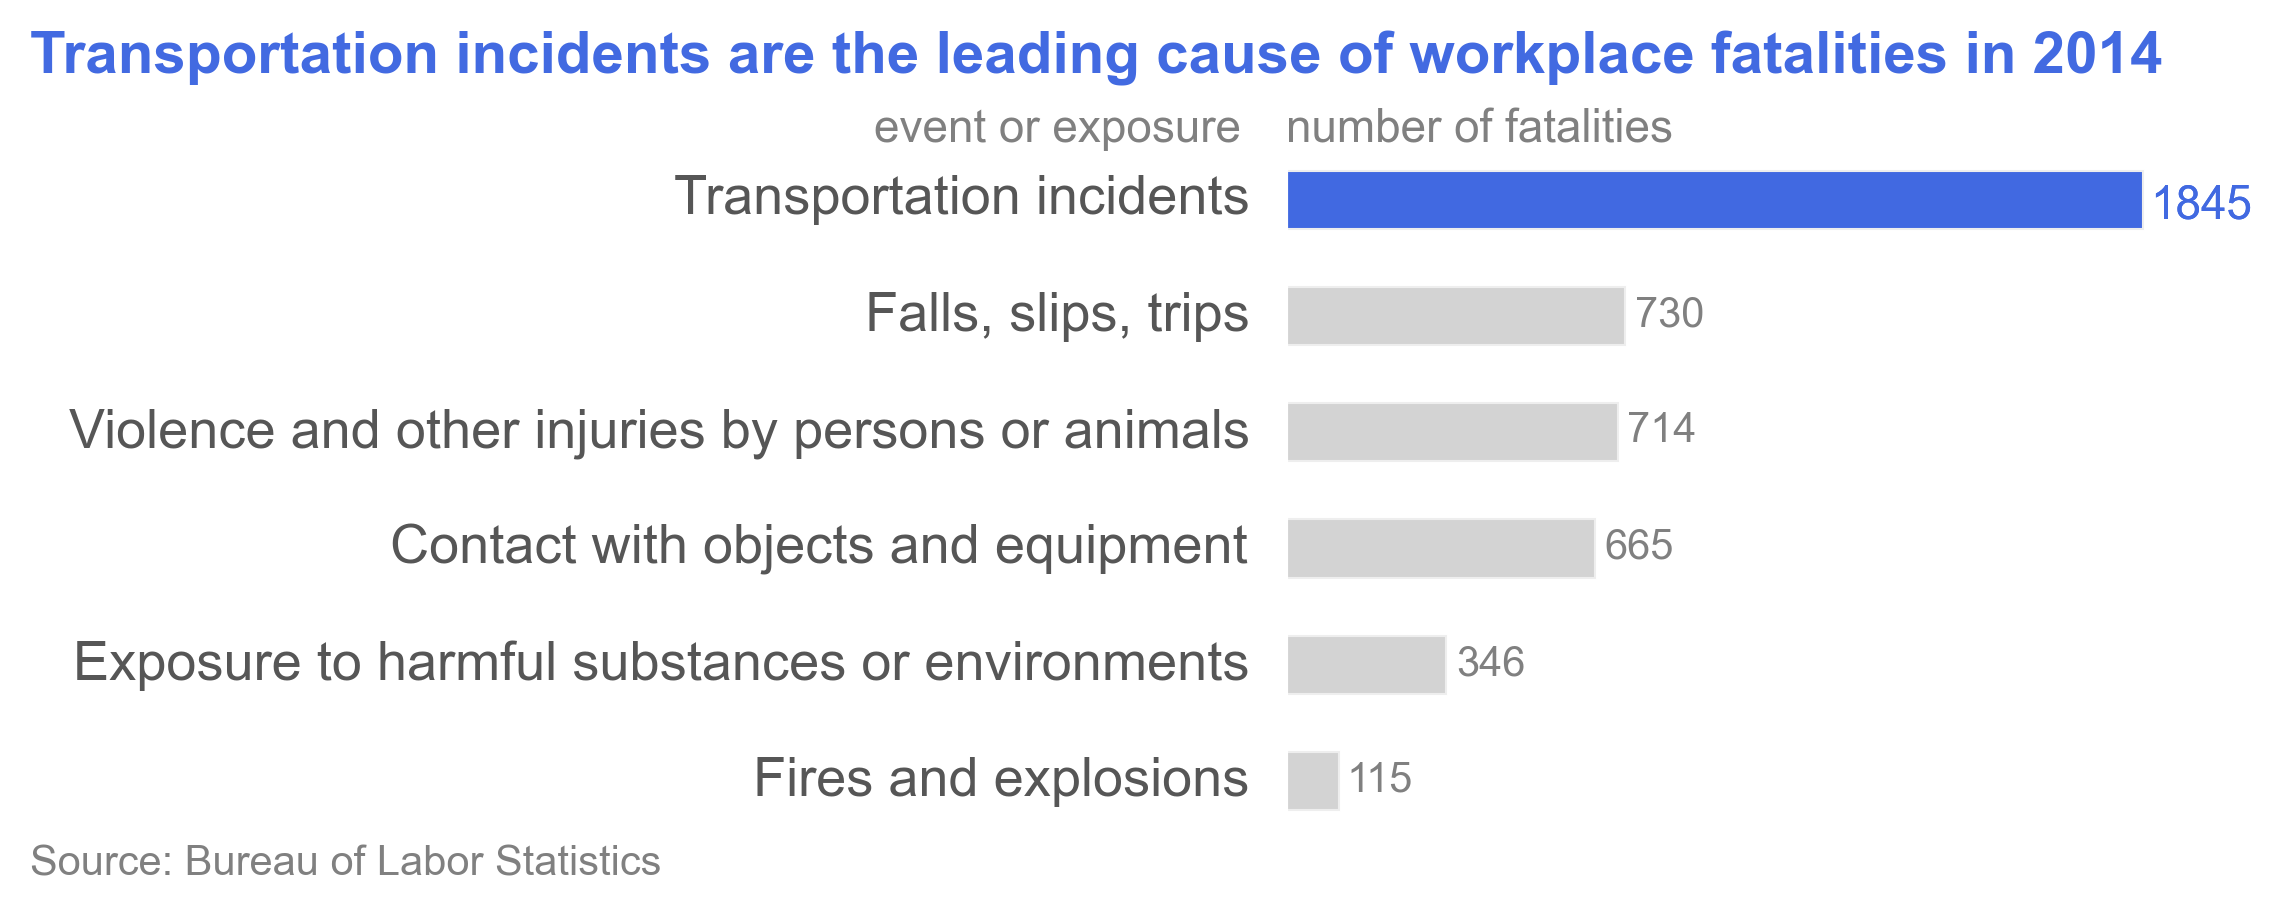 Transportation incidents are the leading cause of workplace fatalities in 2014
event or exposure number of fatalities
Transportation incidents 1845
Falls, slips, trips 730
Violence and other injuries by persons or animals 714
Contact with objects and equipment 665
Exposure to harmful substances or environments 346
Fires and explosions 115
Source: Bureau of Labor Statistics